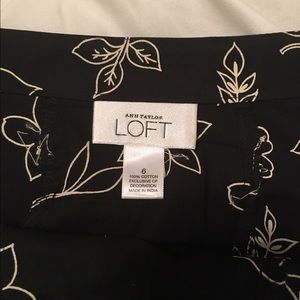 ANN TAYLOR
LOFT
6
100% COTTON
EXCLUSIVE OF
DECORATION
MADE IN INDIA